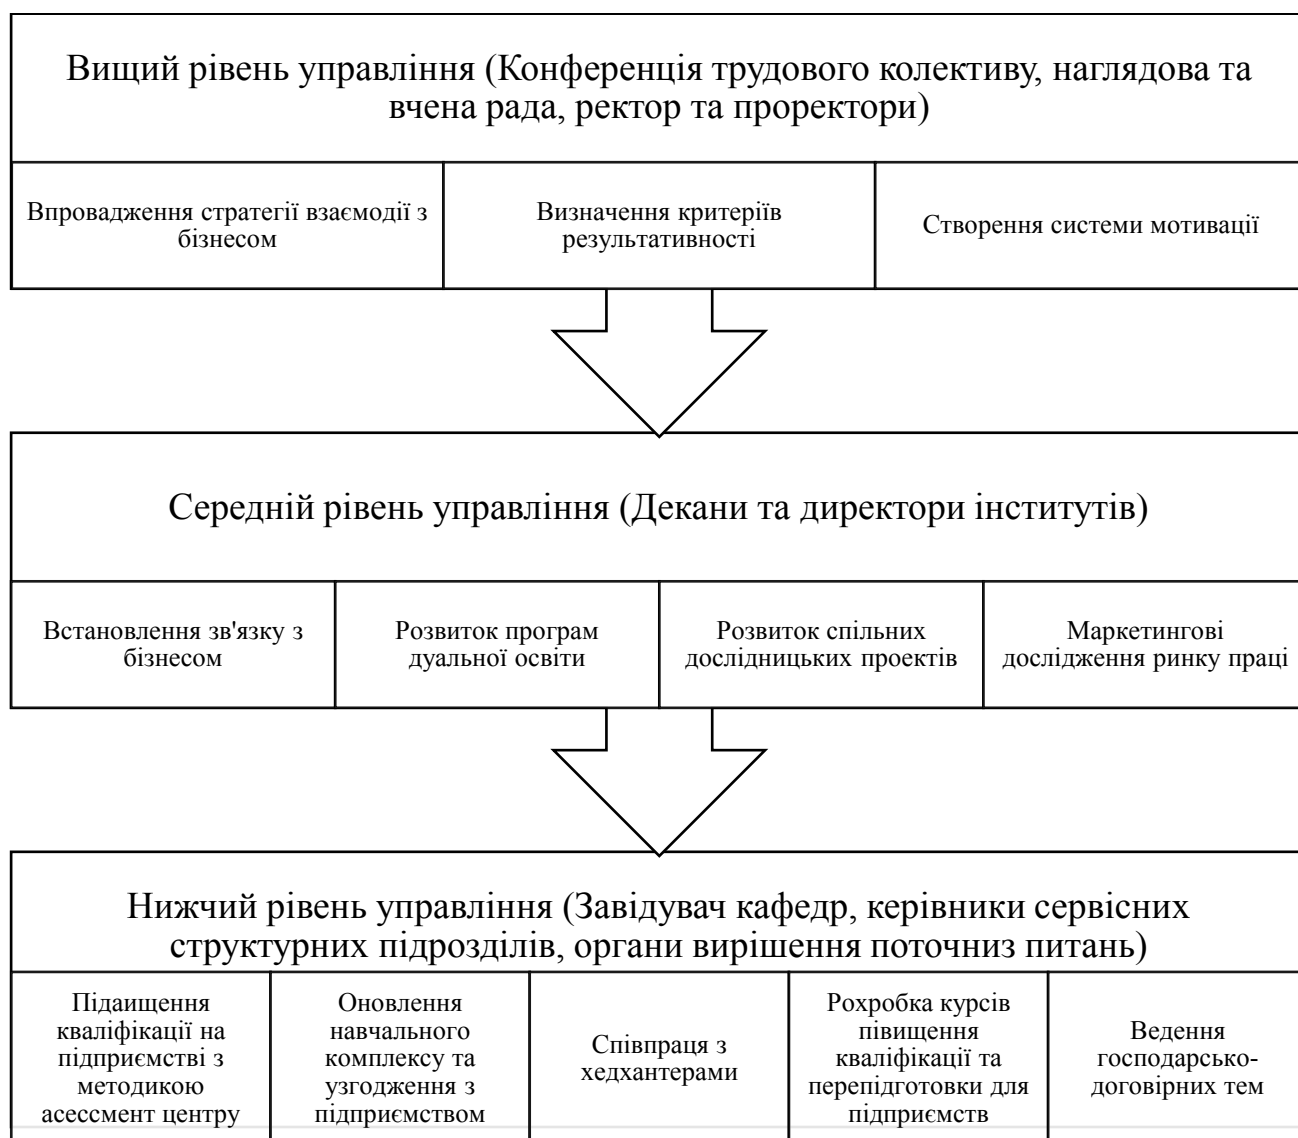 Вищий рівень управління (Конференція трудового колективу, наглядова та
вчена рада, ректор та проректори)
Впровадження стратегії взаємодії з
бізнесом
Визначення критеріїв
результативності
Створення системи мотивації
Середній рівень управління (Декани та директори інститутів)
Встановлення зв'язку з
бізнесом
Розвиток програм
дуальної освіти
Розвиток спільних
дослідницьких проектів
Маркетингові
дослідження ринку праці
Нижчий рівень управління (Завідувач кафедр, керівники сервісних
структурних підрозділів, органи вирішення поточниз питань)
Підаищення
кваліфікації на
підприємстві з
методикою
асессмент центру
Оновлення
навчального
комплексу та
узгодження з
підприємством
Співпраця з
хедхантерами
Рохробка курсів
півищення
кваліфікації та
перепідготовки для
підприємств
Ведення
господарсько-
договірних тем